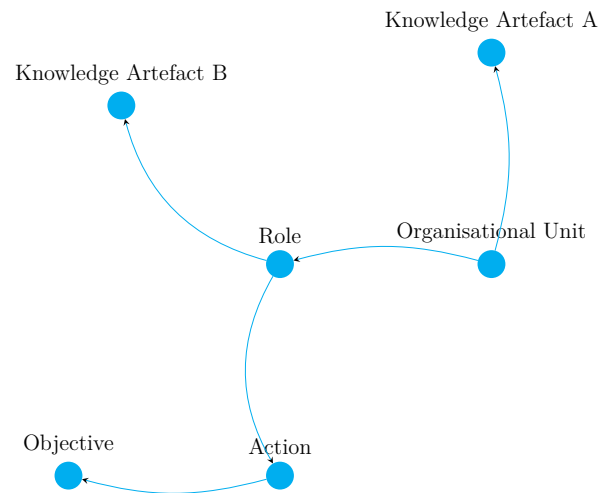 Knowledge Artefact A
Knowledge Artefact B
Organisational Unit
Role
Objective
Action